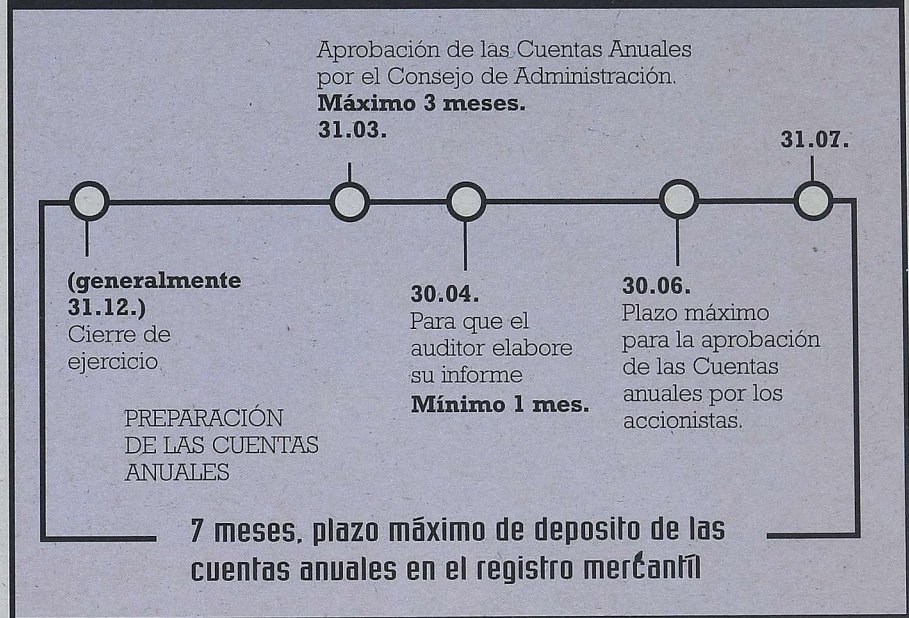 Aprobación de las Cuentas Anuales
por el Consejo de Administración.
Máximo 3 meses.
31.03.
31.07.
(generalmente
31.12.)
Cierre de
ejercicio
30.04.
Para que el
auditor elabore
su informe
Mínimo 1 mes.
30.06.
Plazo máximo
para la aprobación
de las Cuentas
anuales por los
accionistas.
PREPARACIÓN
DE LAS CUENTAS
ANUALES
7 meses, plazo máximo de deposito de las
cuentas anuales en el registro mercantil